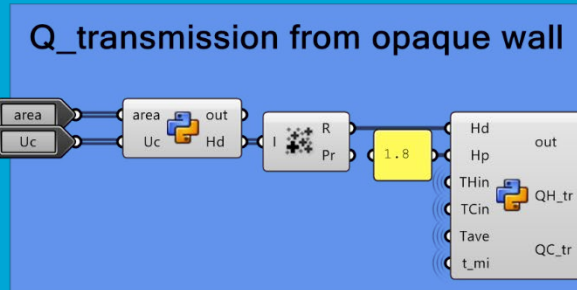 Q_transmission from opaque wall
area
Uc
area
Uc
out
Hd
I
R
Pr
1.8
Hd
Hp
THin
TCin
Tave
t_mi
out
QH_tr
QC_tr